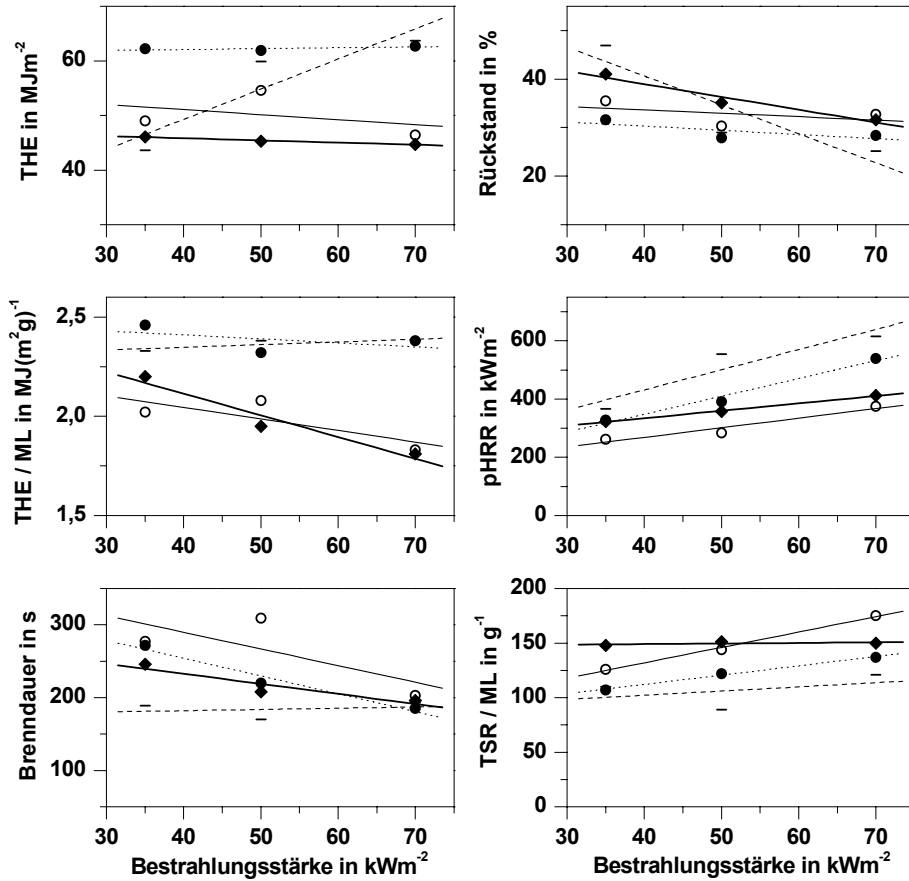 THE in MJm⁻²
60
40
30 40 50 60 70
Rückstand in %
40
20
30 40 50 60 70
THE / ML in MJ(m²g)⁻¹
2,5
2,0
1,5
30 40 50 60 70
pHRR in kWm⁻²
600
400
200
0
30 40 50 60 70
Brenndauer in s
300
200
100
30 40 50 60 70
Bestrahlungsstärke in kWm⁻²
TSR / ML in g⁻¹
200
150
100
50
0
30 40 50 60 70
Bestrahlungsstärke in kWm⁻²